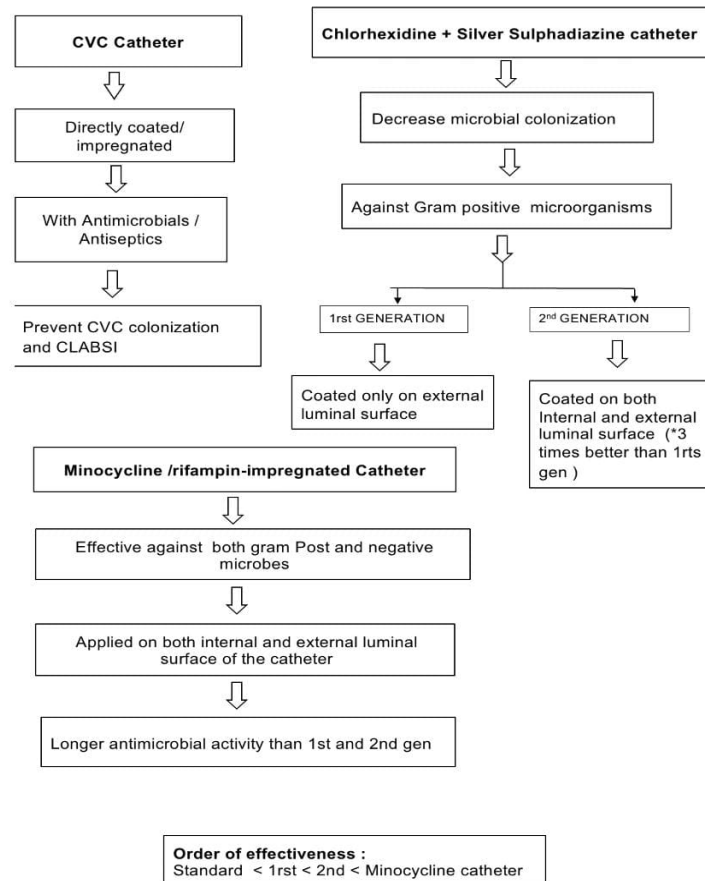 CVC Catheter
Directly coated/
impregnated
With Antimicrobials /
Antiseptics
Prevent CVC colonization
and CLABSI
Chlorhexidine + Silver Sulphadiazine catheter
Decrease microbial colonization
Against Gram positive microorganisms
1rst GENERATION
Coated only on external
luminal surface
2nd GENERATION
Coated on both
Internal and external
luminal surface (*3
times better than 1rts
gen )
Minocycline /rifampin-impregnated Catheter
Effective against both gram Post and negative
microbes
Applied on both internal and external luminal
surface of the catheter
Longer antimicrobial activity than 1st and 2nd gen
Order of effectiveness :
Standard < 1rst < 2nd < Minocycline catheter